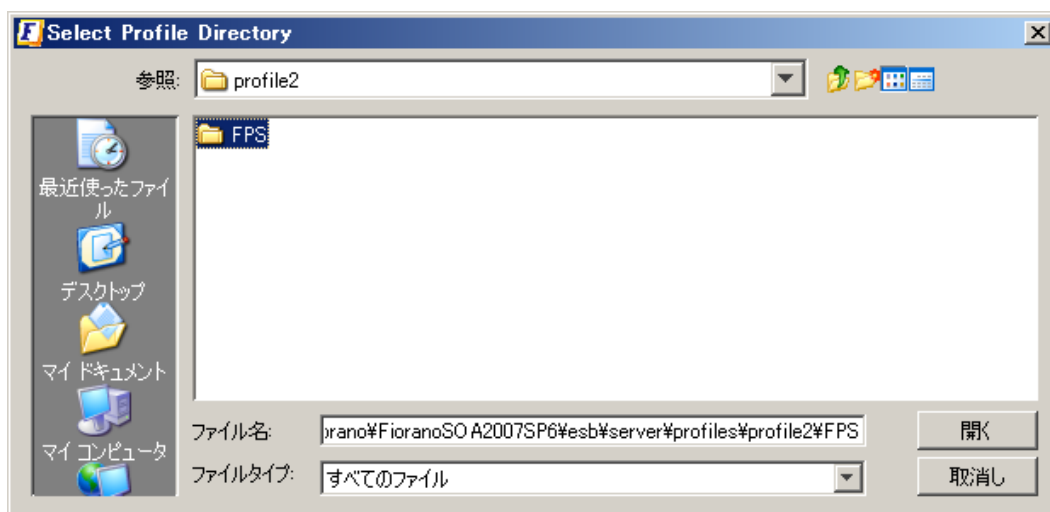 Select Profile Directory
参照:
profile2
FPS
最近使ったファイ
ル
デスクトップ
マイ ドキュメント
マイ コンピュータ
ファイル名:
orano¥FioranoSOA2007SP6¥esb¥server¥profiles¥profile2¥FPS
開く
ファイルタイプ:
すべてのファイル
取消し